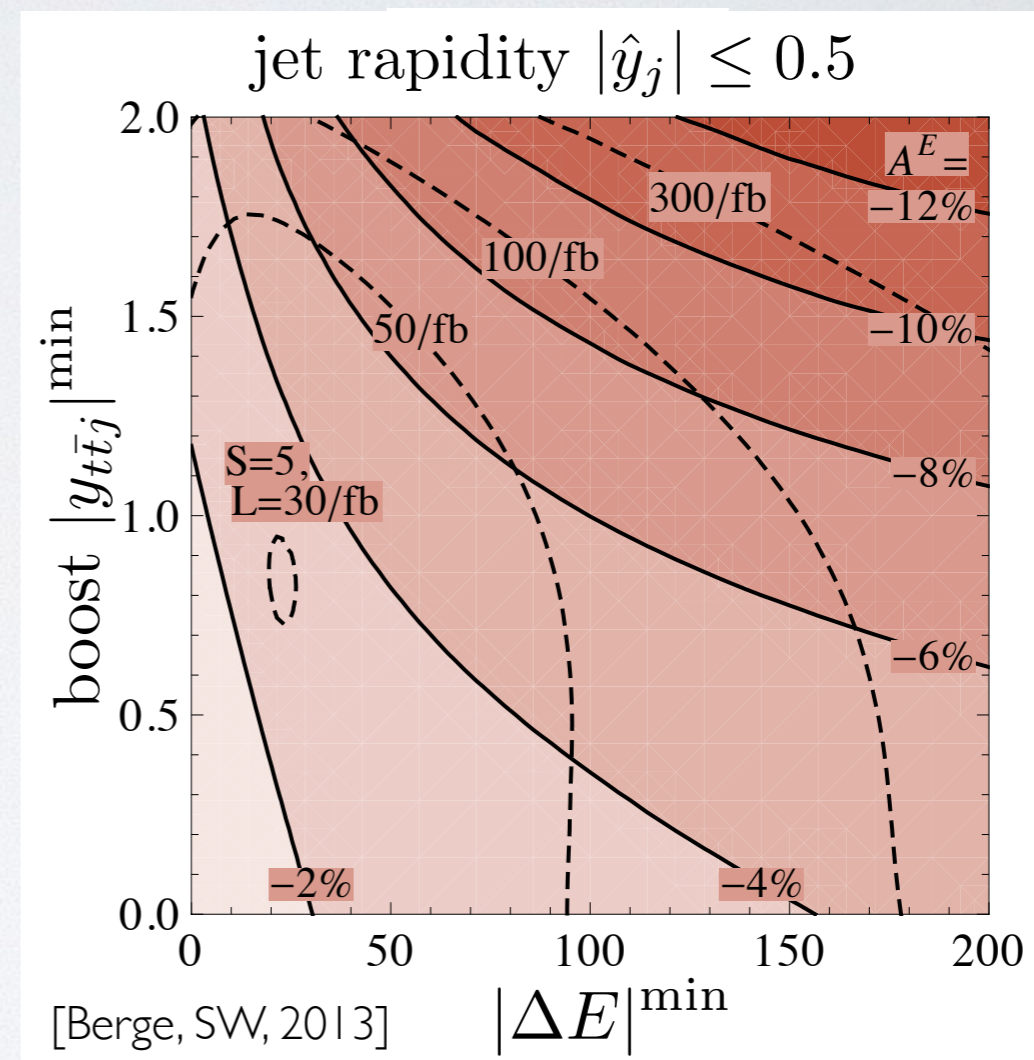 jet rapidity |ŷ_j| ≤ 0.5
2.0
A^E=
−12%
300/fb
100/fb
1.5
50/fb
−10%
boost |y_{tt̄j}|^min
S=5,
L=30/fb
−8%
1.0
−6%
0.5
−2%
−4%
0.0
0 50 100 150 200
[Berge, SW, 2013] |ΔE|^min